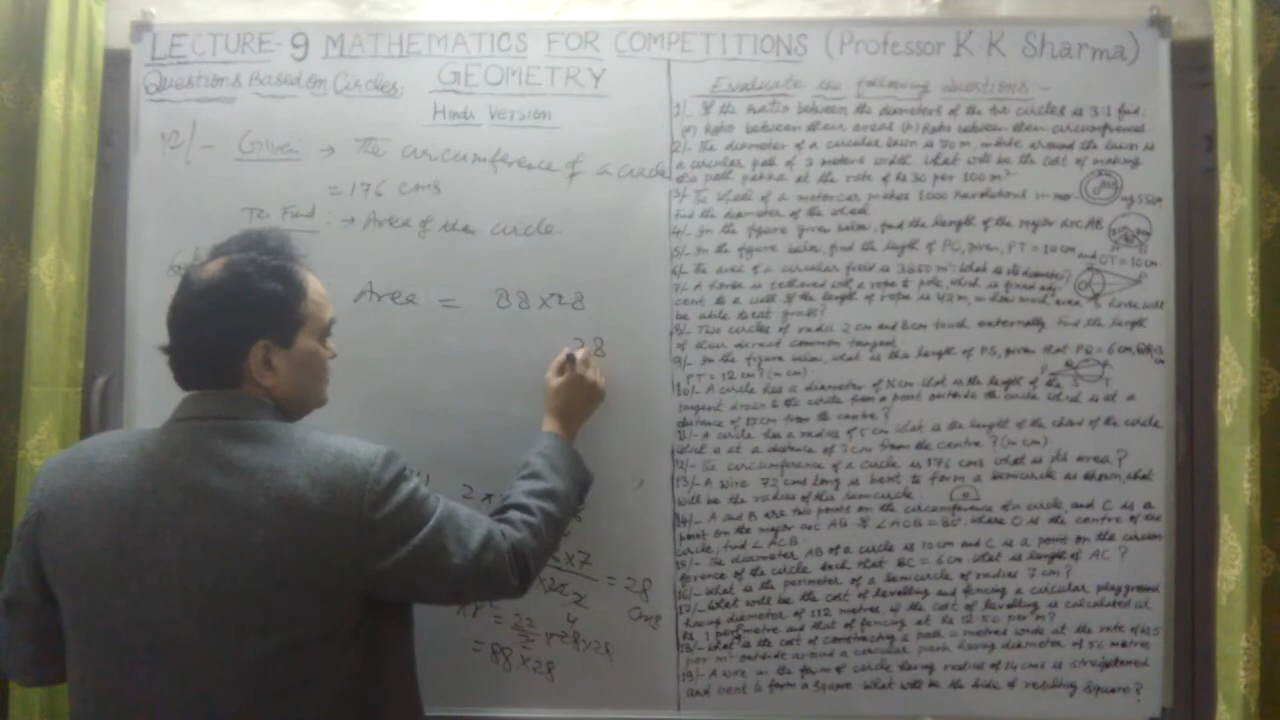 LECTURE-9 MATHEMATICS FOR COMPETITIONS (Professor K K Sharma)
Questions Based on Circles:
GEOMETRY
Hindi Version
12/- Given → The circumference of a circle
= 176 cms
To Find : → Area of the circle.
Area = 88×28
28
2 ×
×7
= 28
cms
= 22 × 28×28
= 88×28
Evaluate the following questions :-
1/- If the ratio between the diameters of the two circles is 3:1 find:
(a) Ratio between their areas (b) Ratio between their circumferences
2/- The diameter of a circular lawn is 70 m, around the lawn is
a circular path of 3 meters width. What will be the cost of making
the path pakka at the rate of Rs 30 per 100 m²
3/- The wheel of a motorcar makes 1000 revolutions in
Find the diameter of the wheel
4/- In the figure given below, find the length of the major arc AB
5/- In the figure below, find the length of PO, given, PT = cm and OT = 10 cm
6/- The area of a circular field is 3850 m² What is its diameter?
7/- A horse is tethered with a rope to pole, which is fixed adj
cent to a wall If the length of rope is 42 m, in how much area horse will
be able to eat grass?
8/- Two circles of radii 2 cm and 8 cm touch externally Find the length
of their direct common tangent
9/- In the figure below, what is the length of PS, given that PQ = 6 cm,
PT = 12 cm? (in cm)
10/- A circle has a diameter of 16 cm what is the length of the
tangent drawn to the circle from a point outside the circle which is at a
distance of cm from the centre?
11/- A circle has a radius of 5 cm What is the length of the chord of the circle,
which is at a distance of 3 cm from the centre? (in cm)
12/- The circumference of a circle is 176 cms what is its area?
13/- A wire 72 cms long is bent to form a semicircle as shown, what
will be the radius of this semicircle.
14/- A and B are two points on the circumference of a circle, and C is a
point on the major arc AB If ∠AOB = 80°, where O is the centre of the
circle, find ∠ACB
15/- The diameter AB of a circle is 10 cm and C is a point on the circum
ference of the circle such that BC = 6 cm what is length of AC?
16/- What is the perimeter of a semicircle of radius 7 cm?
17/- What will be the cost of levelling and fencing a circular playground
having diameter of 112 metres, if the cost of levelling is calculated at
Rs 1 per metre and that of fencing at Rs 12.50 per m?
18/- What is the cost of constructing a path 2 metres wide at the rate of Rs 5
per m² outside around a circular park having diameter of 56 metres
19/- A wire in the form of circle having radius of 14 cms is straightened
and bent to form a square What will be the side of resulting square?